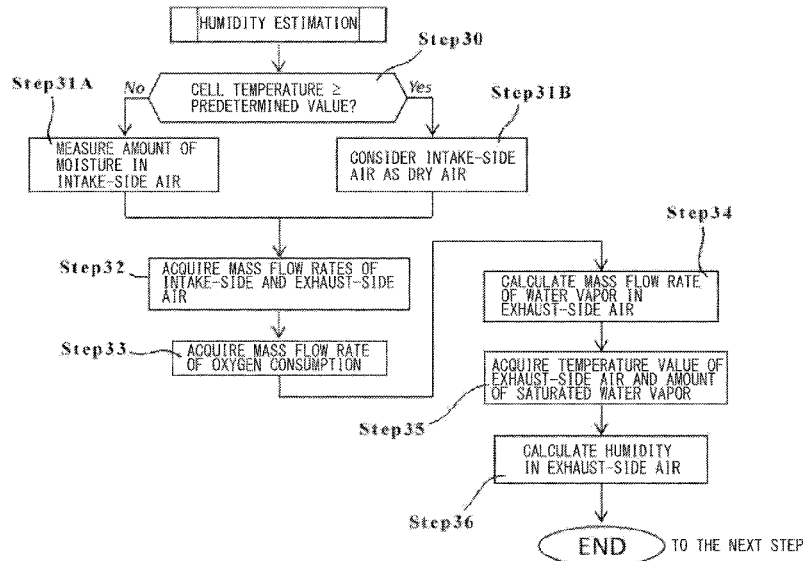 HUMIDITY ESTIMATION
Step30
Step31A
No
CELL TEMPERATURE ≥
PREDETERMINED VALUE?
Yes
Step31B
MEASURE AMOUNT OF
MOISTURE IN
INTAKE-SIDE AIR
CONSIDER INTAKE-SIDE
AIR AS DRY AIR
Step32
ACQUIRE MASS FLOW RATES OF
INTAKE-SIDE AND EXHAUST-SIDE
AIR
Step33
ACQUIRE MASS FLOW RATE
OF OXYGEN CONSUMPTION
Step34
CALCULATE MASS FLOW RATE
OF WATER VAPOR IN
EXHAUST-SIDE AIR
ACQUIRE TEMPERATURE VALUE OF
EXHAUST-SIDE AIR AND AMOUNT
OF SATURATED WATER VAPOR
Step35
CALCULATE HUMIDITY
IN EXHAUST-SIDE AIR
Step36
END
TO THE NEXT STEP